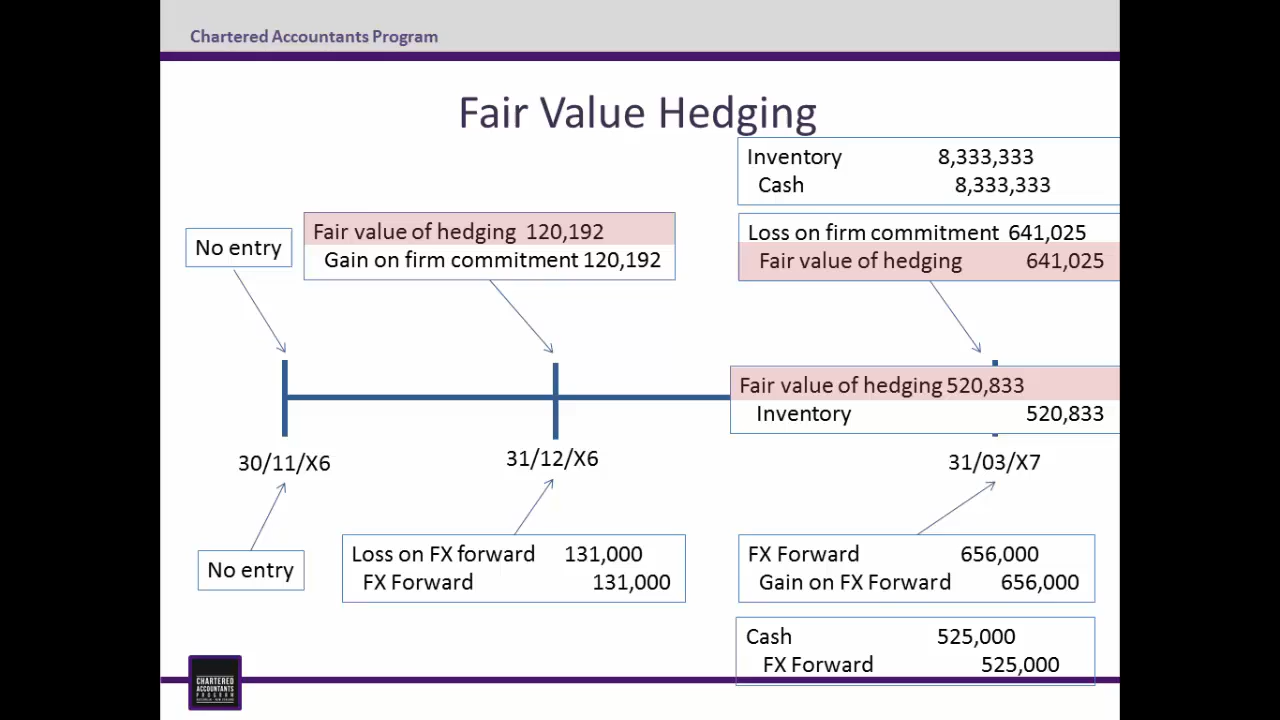 Chartered Accountants Program
Fair Value Hedging
Inventory 8,333,333
Cash 8,333,333
No entry
Fair value of hedging 120,192
Gain on firm commitment 120,192
Loss on firm commitment 641,025
Fair value of hedging 641,025
Fair value of hedging 520,833
Inventory 520,833
30/11/X6
31/12/X6
31/03/X7
No entry
Loss on FX forward 131,000
FX Forward 131,000
FX Forward 656,000
Gain on FX Forward 656,000
Cash 525,000
FX Forward 525,000
CHARTERED
ACCOUNTANTS
PROGRAM